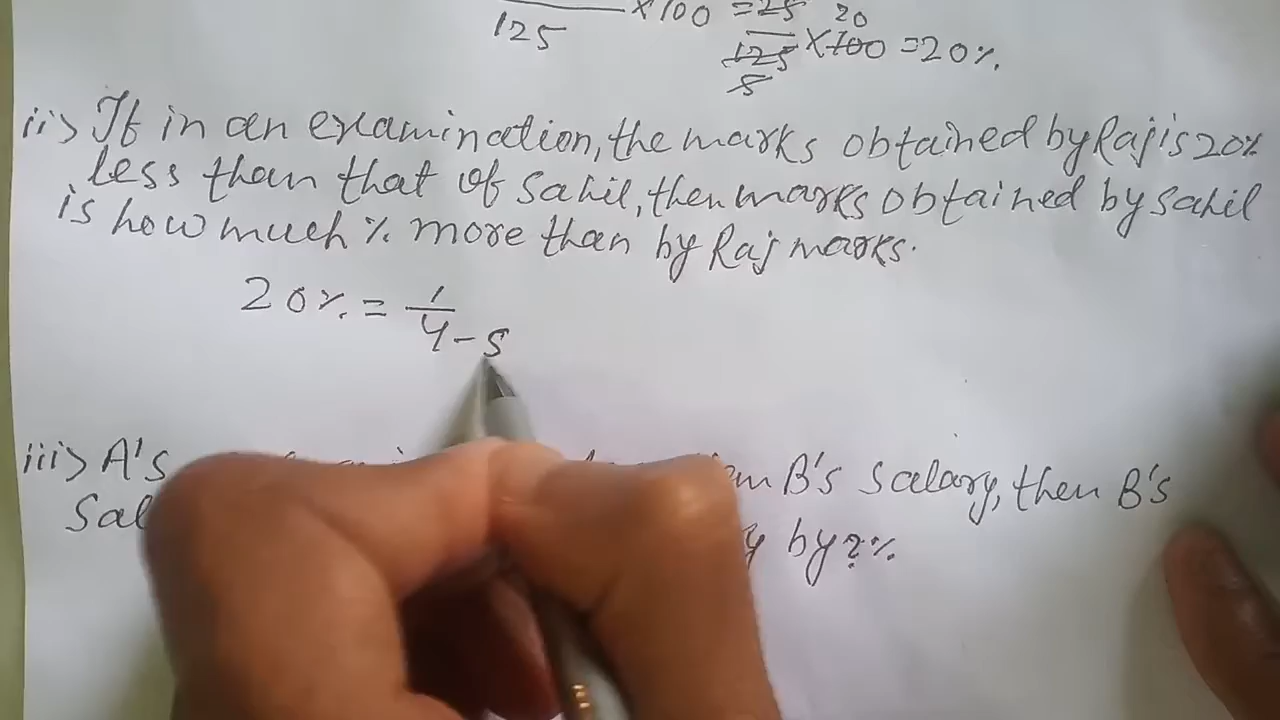 125 ×100 = 25/125 × 100 = 20%.
5 20
ii> If in an examination, the marks obtained by Raj is 20%
less than that of Sahil, then marks obtained by Sahil
is how much % more than by Raj marks.
20% = 1/4 - 5
iii> A's B's Salary, then B's
by ? %.